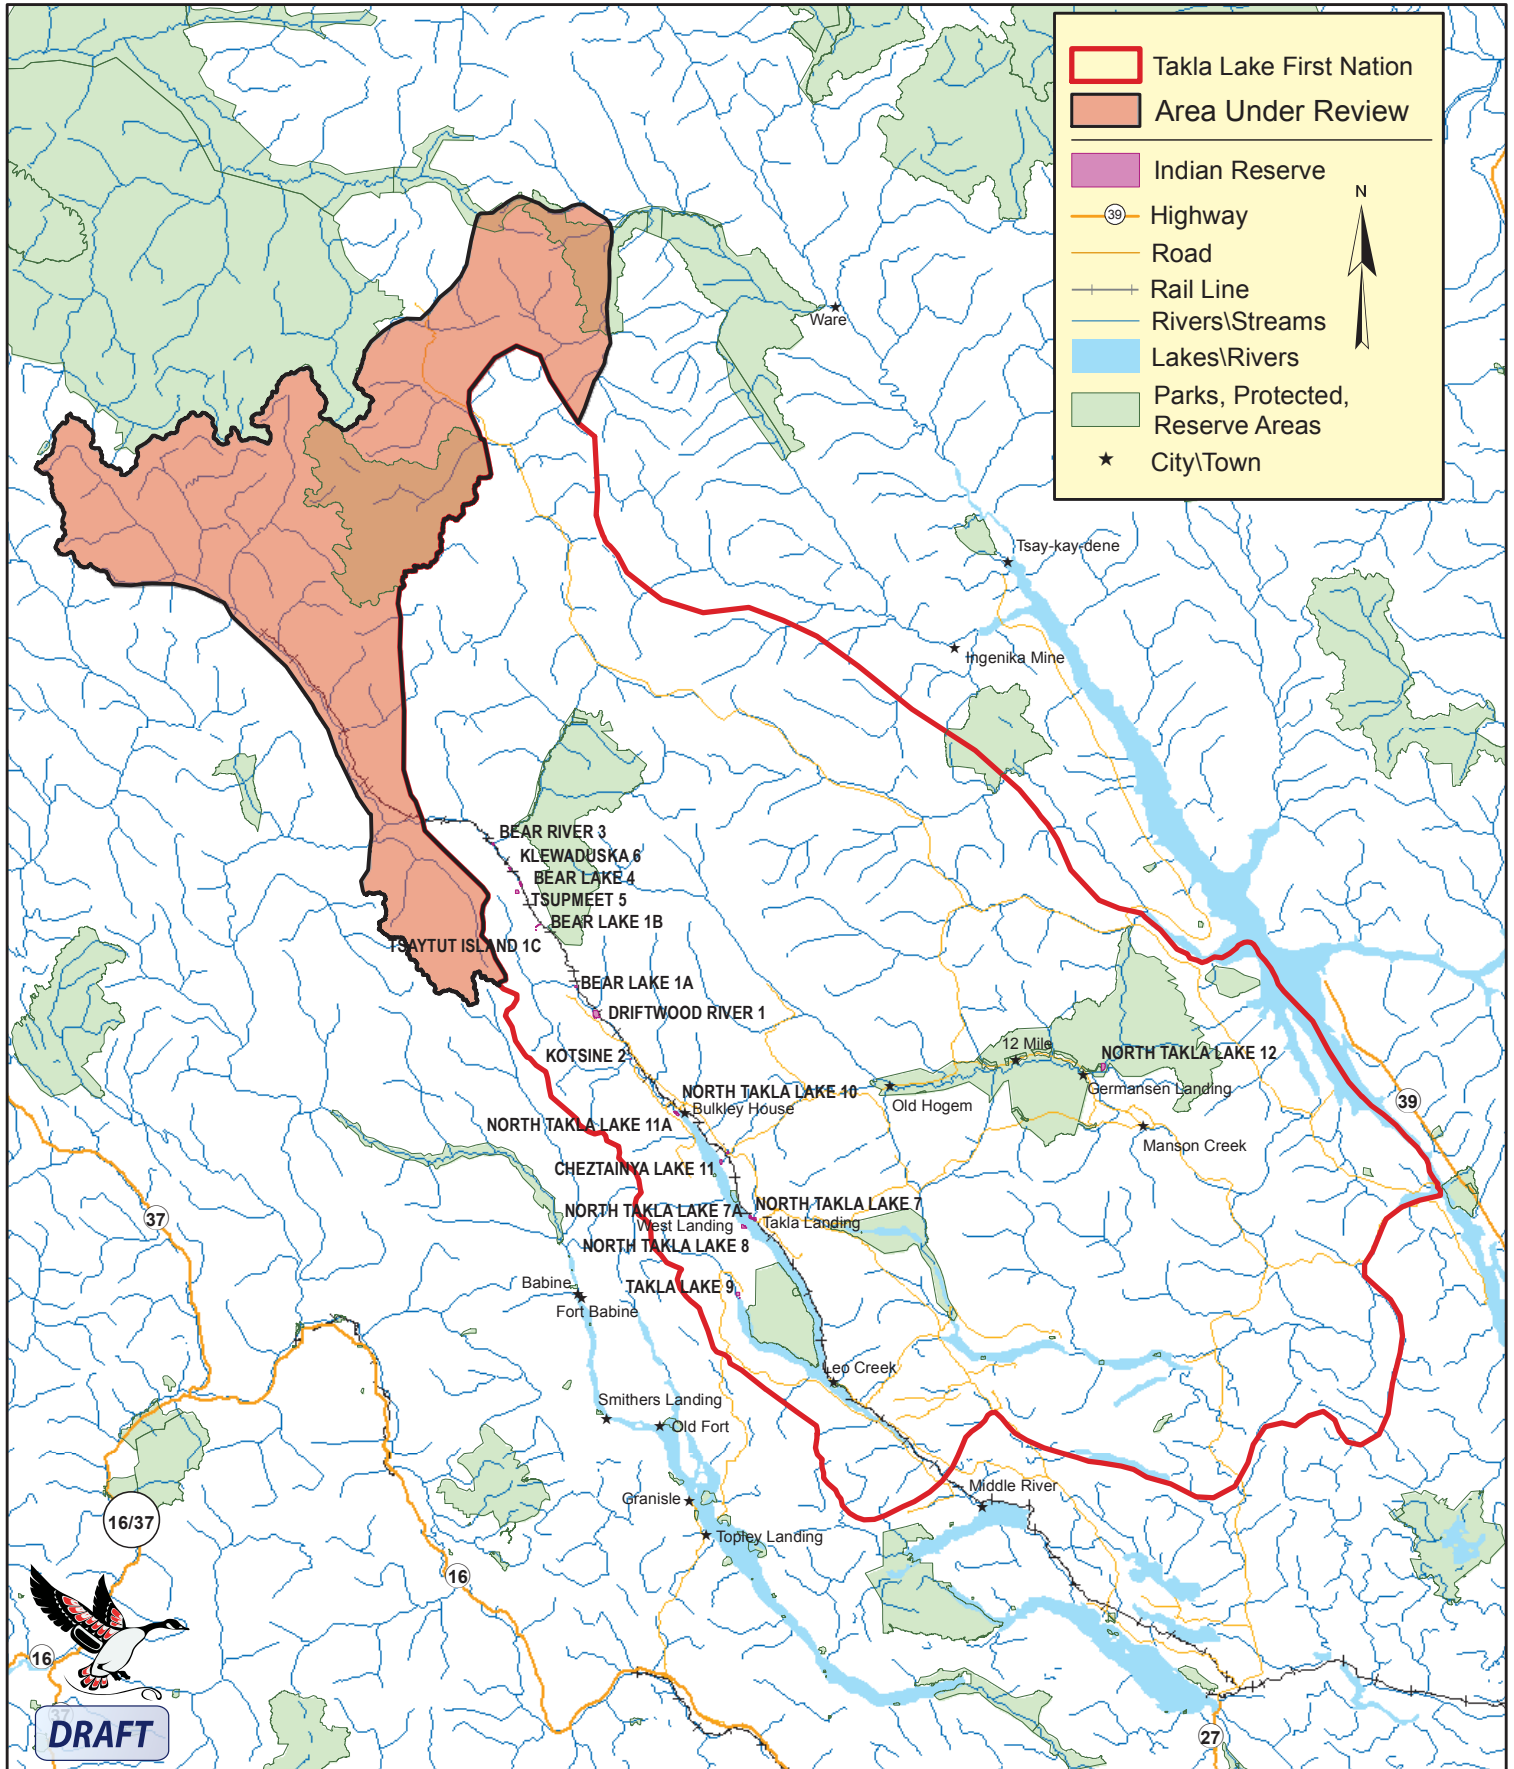 Takla Lake First Nation
Area Under Review
Indian Reserve
39
Highway
Road
Rail Line
Rivers\Streams
Lakes\Rivers
Parks, Protected,
Reserve Areas
City\Town
N
Ware
Tsay-kay-dene
Ingenika Mine
BEAR RIVER 3
KLEWADUSKA 6
BEAR LAKE 4
TSUPMEET 5
BEAR LAKE 1B
TSAYTUT ISLAND 1C
BEAR LAKE 1A
DRIFTWOOD RIVER 1
KOTSINE 2
12 Mile
NORTH TAKLA LAKE 12
Germansen Landing
NORTH TAKLA LAKE 10
Bulkley House
Old Hogem
39
NORTH TAKLA LAKE 11A
Manson Creek
CHEZTAINYA LAKE 11
NORTH TAKLA LAKE 7
NORTH TAKLA LAKE 7A
West Landing
Takla Landing
37
NORTH TAKLA LAKE 8
Babine
TAKLA LAKE 9
Fort Babine
Leo Creek
Smithers Landing
Old Fort
Middle River
Granisle
16/37
Topley Landing
16
16
37
DRAFT
27